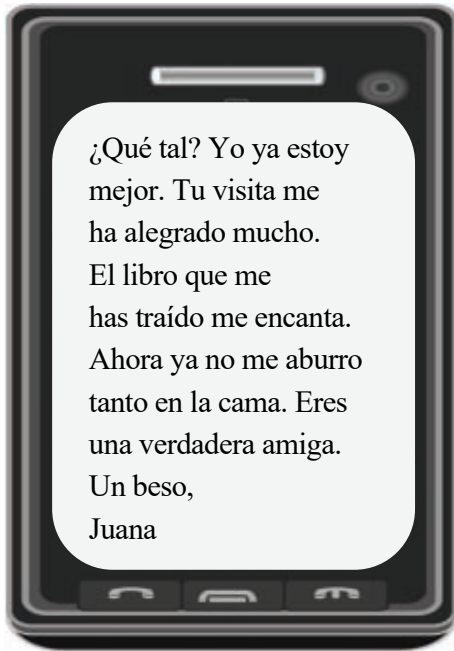 ¿Qué tal? Yo ya estoy
mejor. Tu visita me
ha alegrado mucho.
El libro que me
has traído me encanta.
Ahora ya no me aburro
tanto en la cama. Eres
una verdadera amiga.
Un beso,
Juana